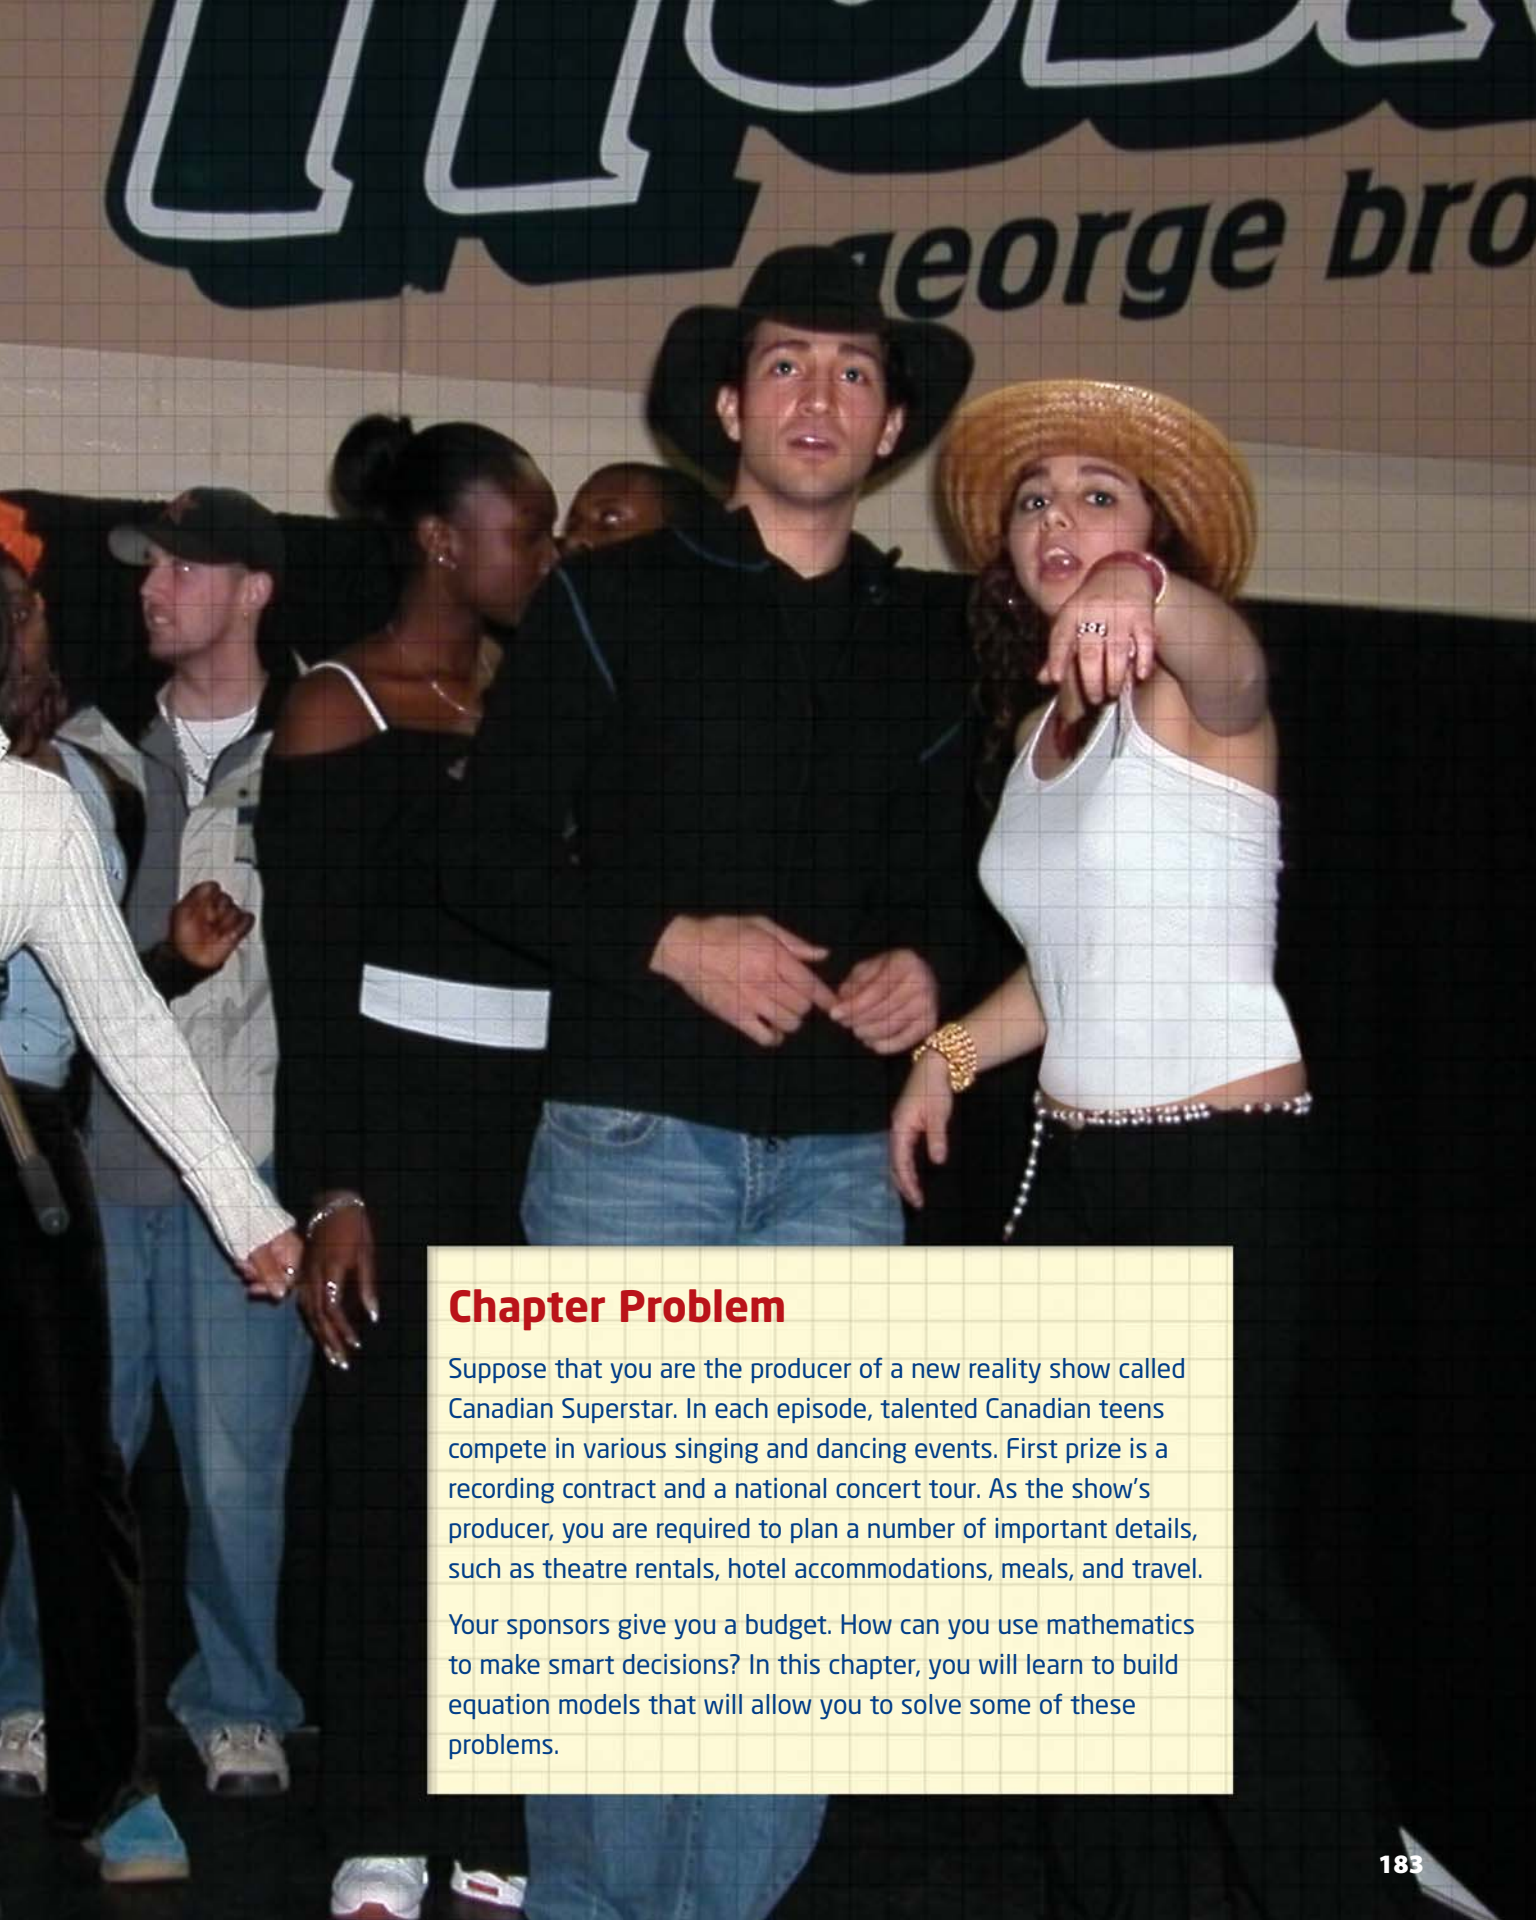 george bro
Chapter Problem
Suppose that you are the producer of a new reality show called
Canadian Superstar. In each episode, talented Canadian teens
compete in various singing and dancing events. First prize is a
recording contract and a national concert tour. As the show's
producer, you are required to plan a number of important details,
such as theatre rentals, hotel accommodations, meals, and travel.
Your sponsors give you a budget. How can you use mathematics
to make smart decisions? In this chapter, you will learn to build
equation models that will allow you to solve some of these
problems.
183